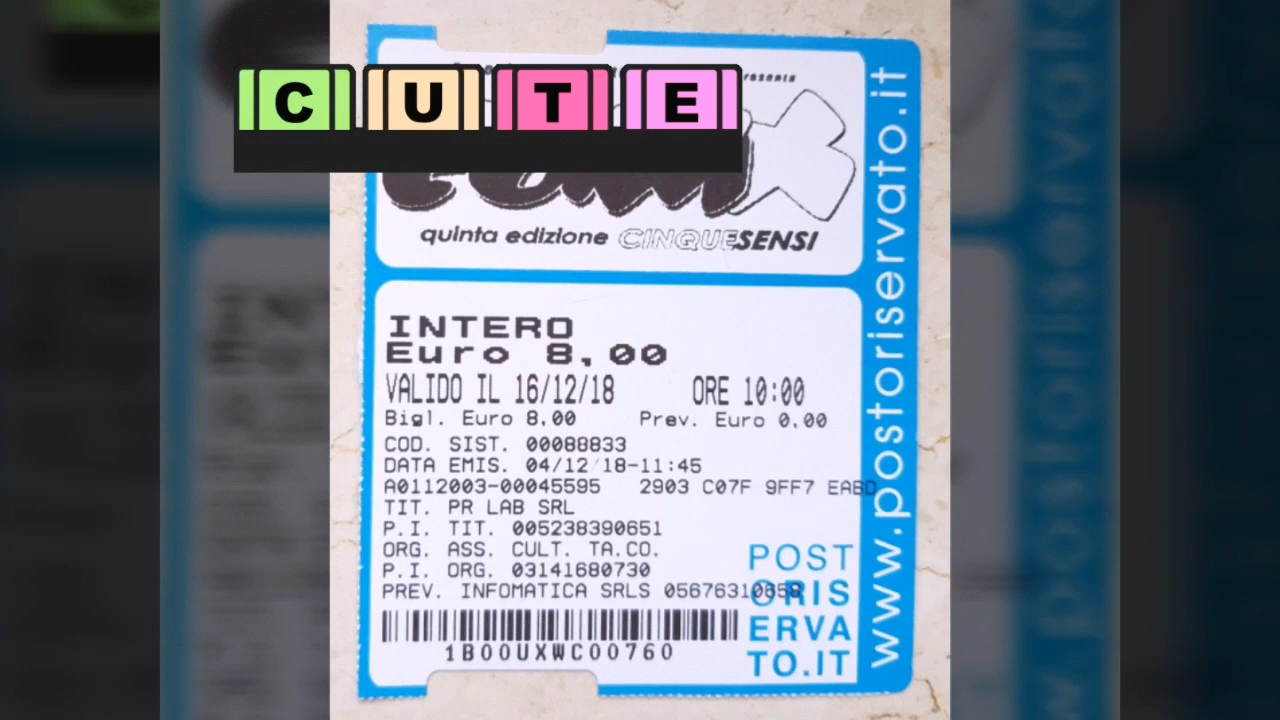 CUTE
quinta edizione CINQUESENSI
INTERO
Euro 8,00
VALIDO IL 16/12/18 ORE 10:00
Bigl. Euro 8,00 Prev. Euro 0,00
COD. SIST. 00088833
DATA EMIS. 04/12/18-11:45
A0112003-00045595 2903 C07F 9FF7 EABD
TIT. PR LAB SRL
P.I. TIT. 005238390651
ORG. ASS. CULT. TA.CO.
P.I. ORG. 03141680730
PREV. INFOMATICA SRLS 05676310658
1B00UXWC00760
POST
ORIS
ERVA
TO.IT
www.postoriservato.it